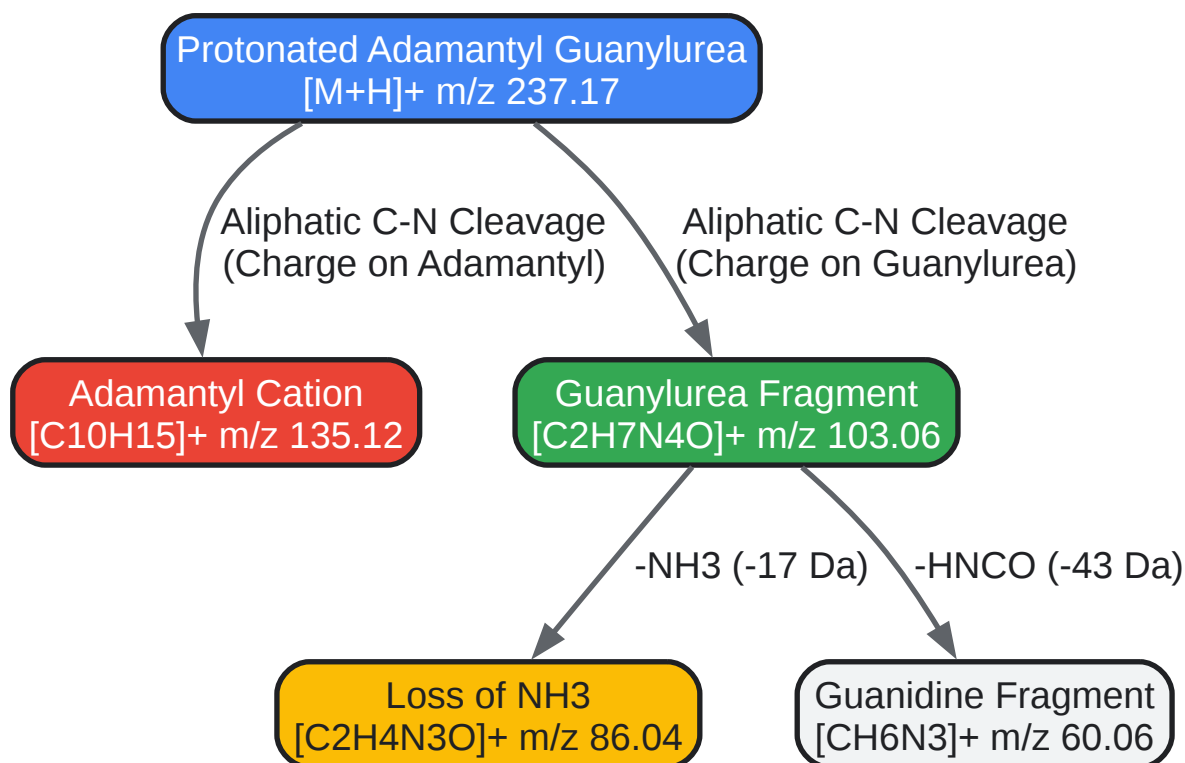 Protonated Adamantyl Guanylurea
[M+H]+ m/z 237.17
Aliphatic C-N Cleavage
(Charge on Adamantyl)
Aliphatic C-N Cleavage
(Charge on Guanylurea)
Adamantyl Cation
[C10H15]+ m/z 135.12
Guanylurea Fragment
[C2H7N4O]+ m/z 103.06
-NH3 (-17 Da)
-HNCO (-43 Da)
Loss of NH3
[C2H4N3O]+ m/z 86.04
Guanidine Fragment
[CH6N3]+ m/z 60.06